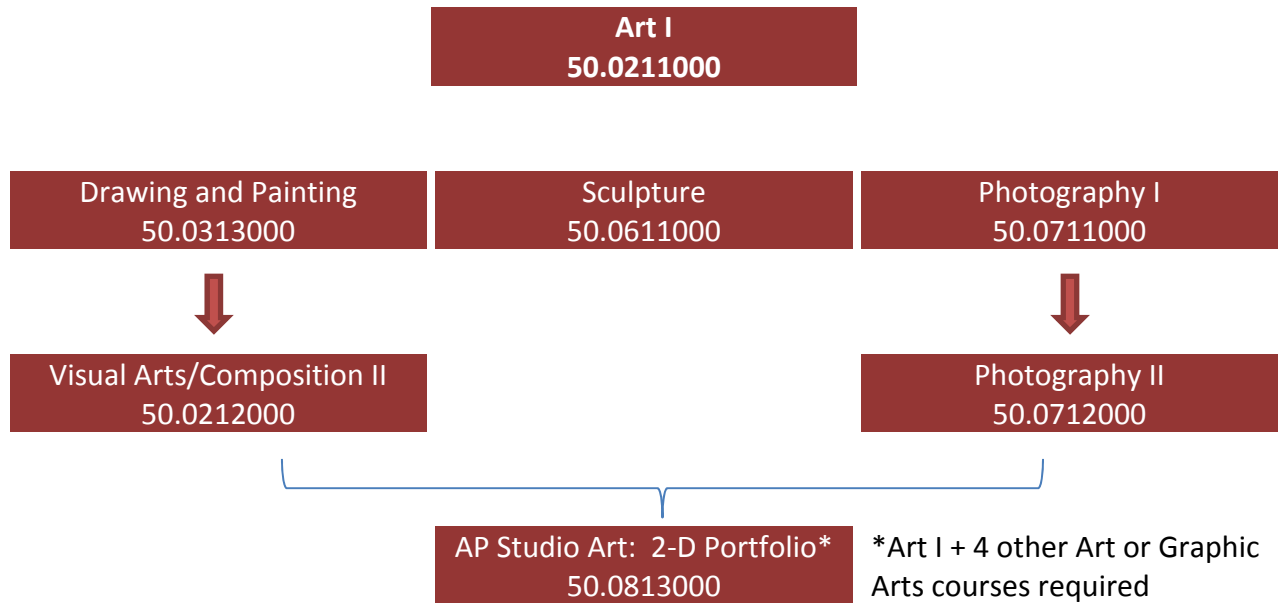 Art I
50.0211000
Drawing and Painting
50.0313000
Sculpture
50.0611000
Photography I
50.0711000
Visual Arts/Composition II
50.0212000
Photography II
50.0712000
AP Studio Art:  2-D Portfolio*
50.0813000
*Art I + 4 other Art or Graphic
Arts courses required